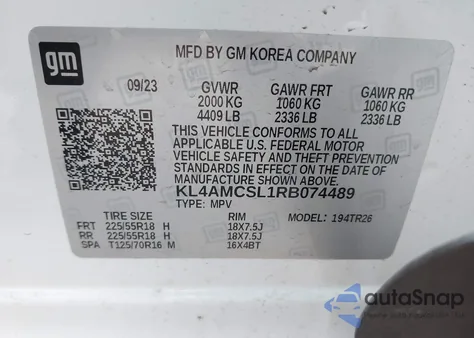 gm
MFD BY GM KOREA COMPANY
09/23 GVWR GAWR FRT GAWR RR
2000 KG 1060 KG 1060 KG
4409 LB 2336 LB 2336 LB
THIS VEHICLE CONFORMS TO ALL
APPLICABLE U.S. FEDERAL MOTOR
VEHICLE SAFETY AND THEFT PREVENTION
STANDARDS IN EFFECT ON THE DATE OF
MANUFACTURE SHOWN ABOVE.
KL4AMCSL1RB074489
TYPE: MPV
TIRE SIZE RIM MODEL: 194TR26
FRT 225/55R18 H 18X7.5J
RR 225/55R18 H 18X7.5J
SPA T125/70R16 M 16X4BT
autoSnap